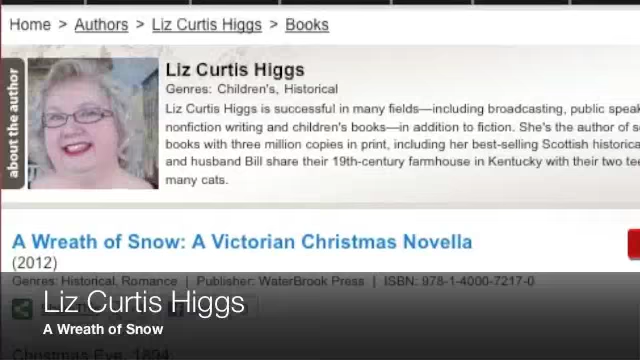 Home > Authors > Liz Curtis Higgs > Books
about the author
Liz Curtis Higgs
Genres: Children's, Historical
Liz Curtis Higgs is successful in many fields—including broadcasting, public speak
nonfiction writing and children's books—in addition to fiction. She's the author of
books with three million copies in print, including her best-selling Scottish historica
and husband Bill share their 19th-century farmhouse in Kentucky with their two
many cats.
A Wreath of Snow: A Victorian Christmas Novella
(2012)
Genres: Historical, Romance | Publisher: WaterBrook Press | ISBN: 978-1-4000-7217-0
Liz Curtis Higgs
A Wreath of Snow
Christmas Eve, 1894